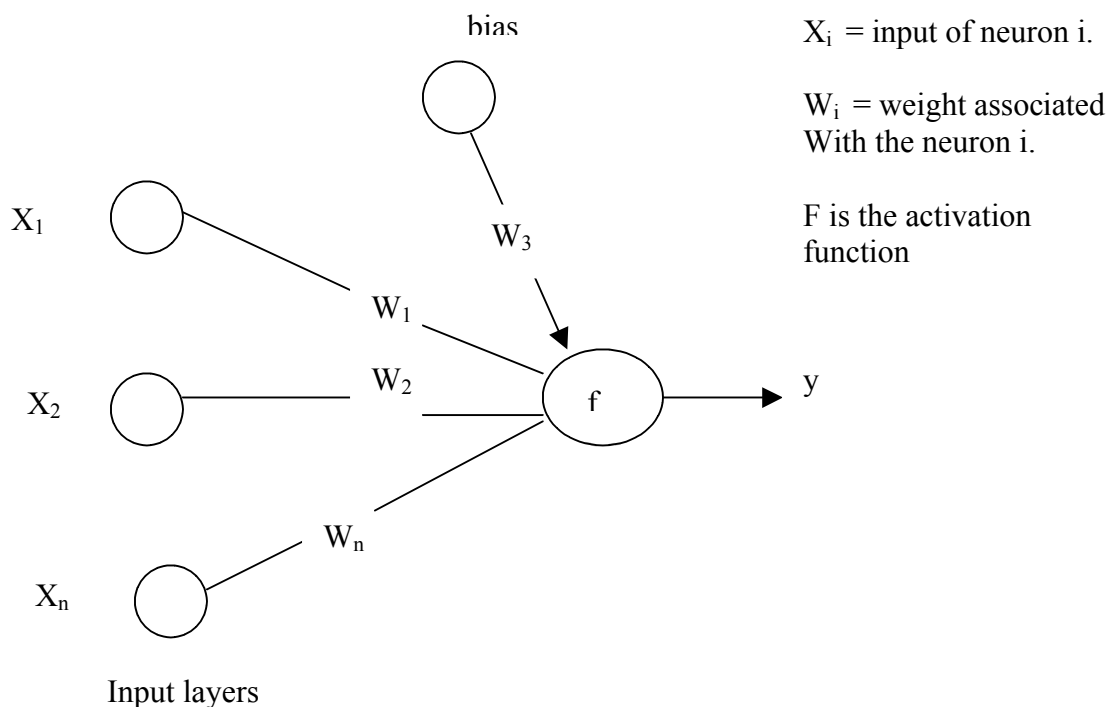 bias
X₁
W₃
W₁
X₂
W₂
f
y
Wₙ
Xₙ
Input layers
Xᵢ = input of neuron i.
Wᵢ = weight associated
With the neuron i.
F is the activation
function